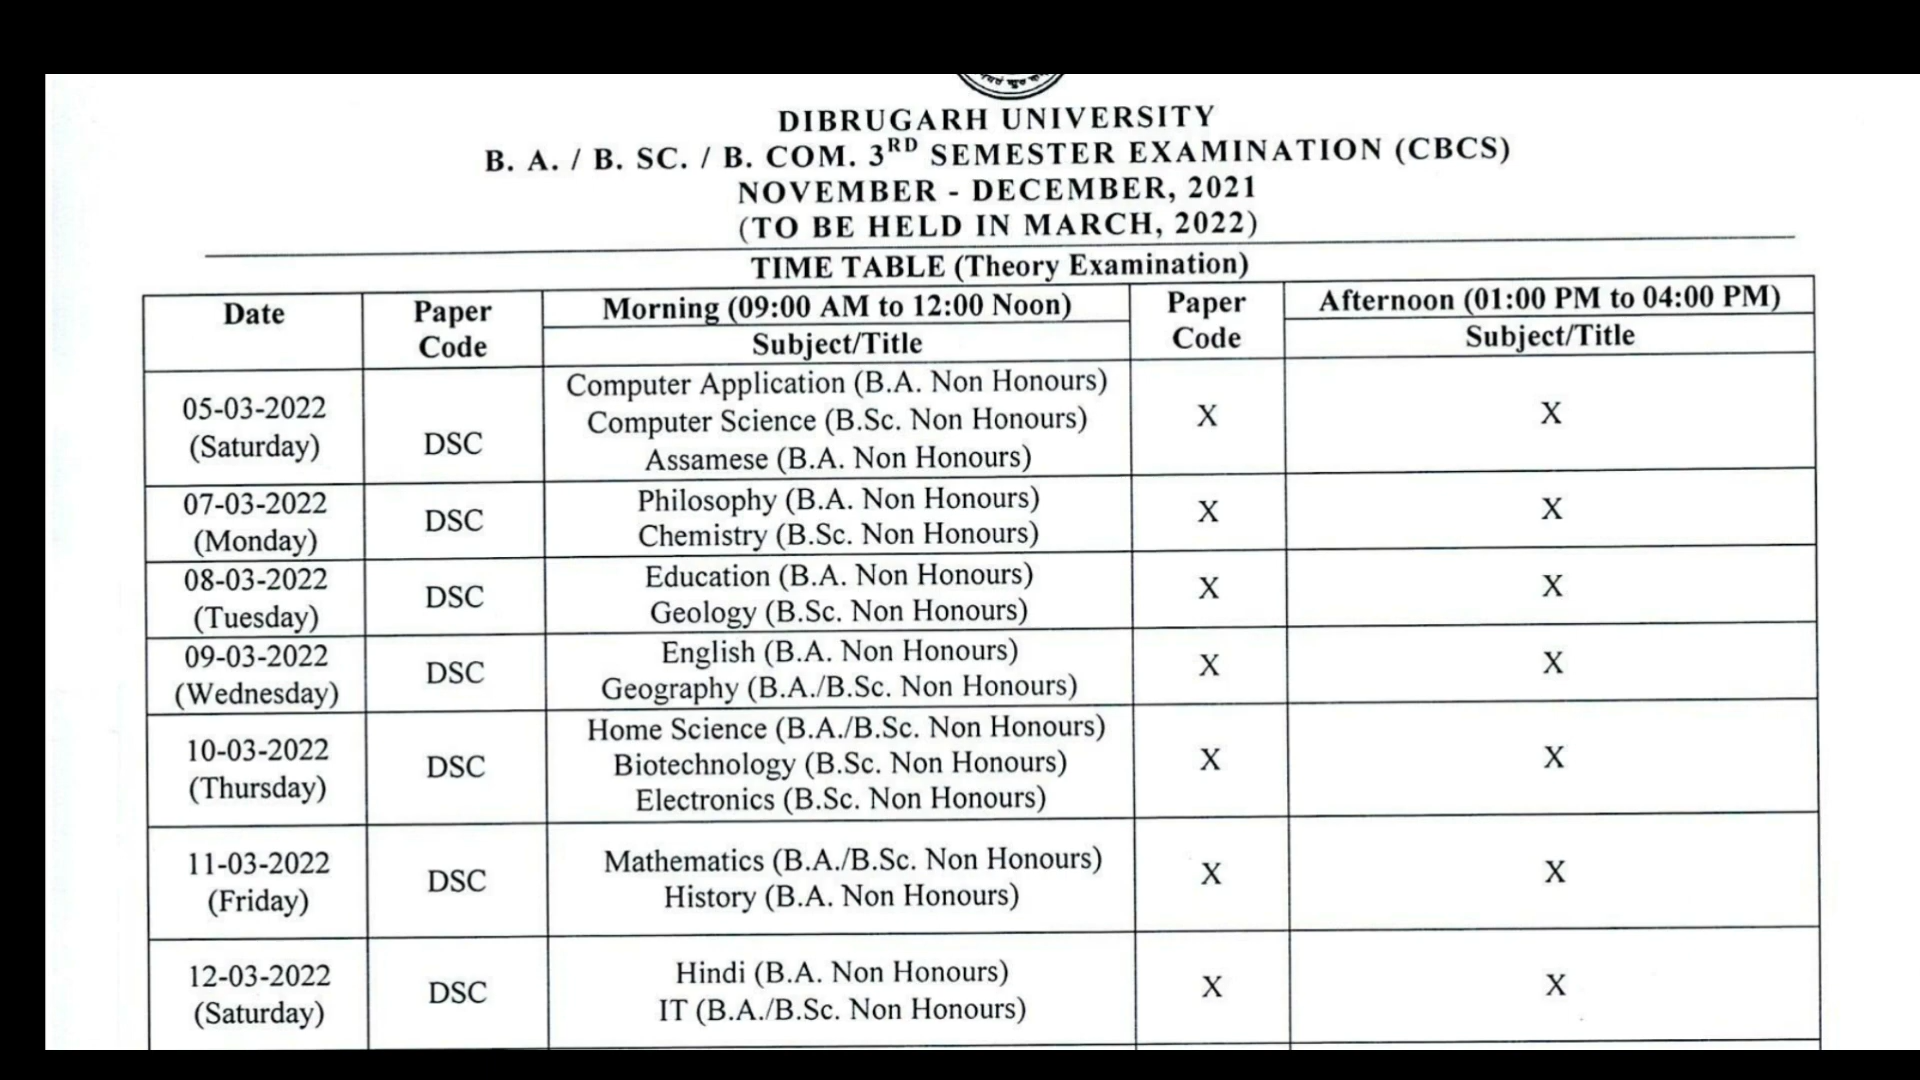 DIBRUGARH UNIVERSITY
B. A. / B. SC. / B. COM. 3RD SEMESTER EXAMINATION (CBCS)
NOVEMBER - DECEMBER, 2021
(TO BE HELD IN MARCH, 2022)
TIME TABLE (Theory Examination)
Date Paper Code Morning (09:00 AM to 12:00 Noon) Paper Code Afternoon (01:00 PM to 04:00 PM)
Subject/Title Subject/Title
05-03-2022 (Saturday) DSC Computer Application (B.A. Non Honours) X X
Computer Science (B.Sc. Non Honours)
Assamese (B.A. Non Honours)
07-03-2022 (Monday) DSC Philosophy (B.A. Non Honours) X X
Chemistry (B.Sc. Non Honours)
08-03-2022 (Tuesday) DSC Education (B.A. Non Honours) X X
Geology (B.Sc. Non Honours)
09-03-2022 (Wednesday) DSC English (B.A. Non Honours) X X
Geography (B.A./B.Sc. Non Honours)
10-03-2022 (Thursday) DSC Home Science (B.A./B.Sc. Non Honours) X X
Biotechnology (B.Sc. Non Honours)
Electronics (B.Sc. Non Honours)
11-03-2022 (Friday) DSC Mathematics (B.A./B.Sc. Non Honours) X X
History (B.A. Non Honours)
12-03-2022 (Saturday) DSC Hindi (B.A. Non Honours) X X
IT (B.A./B.Sc. Non Honours)